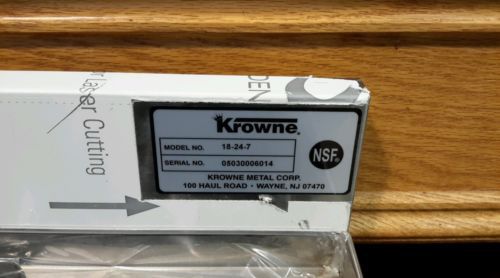 Krowne®
MODEL NO. 18-24-7
SERIAL NO. 05030006014
NSF®
KROWNE METAL CORP.
100 HAUL ROAD • WAYNE, NJ 07470
Laser Cutting
DEN